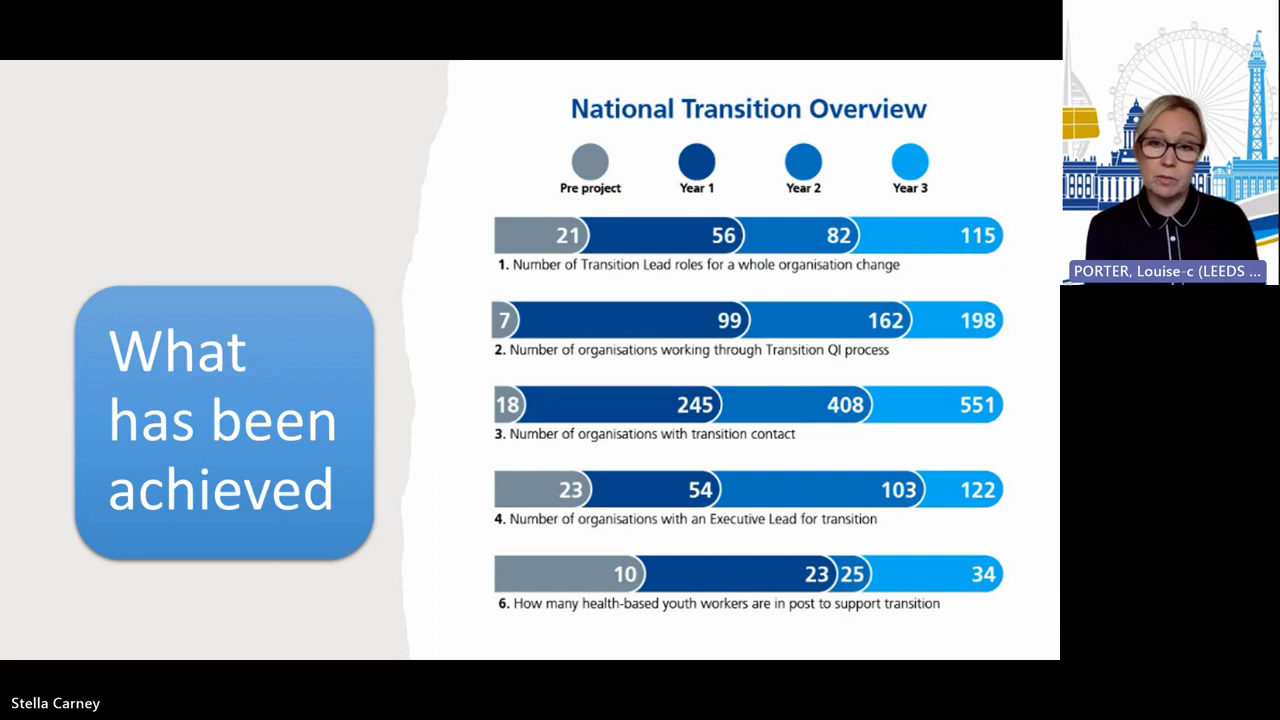 National Transition Overview
Pre project
Year 1
Year 2
Year 3
21 56 82 115
1. Number of Transition Lead roles for a whole organisation change
7 99 162 198
2. Number of organisations working through Transition QI process
18 245 408 551
3. Number of organisations with transition contact
23 54 103 122
4. Number of organisations with an Executive Lead for transition
10 23 25 34
6. How many health-based youth workers are in post to support transition
What
has been
achieved
PORTER, Louise-c (LEEDS ...
Stella Carney